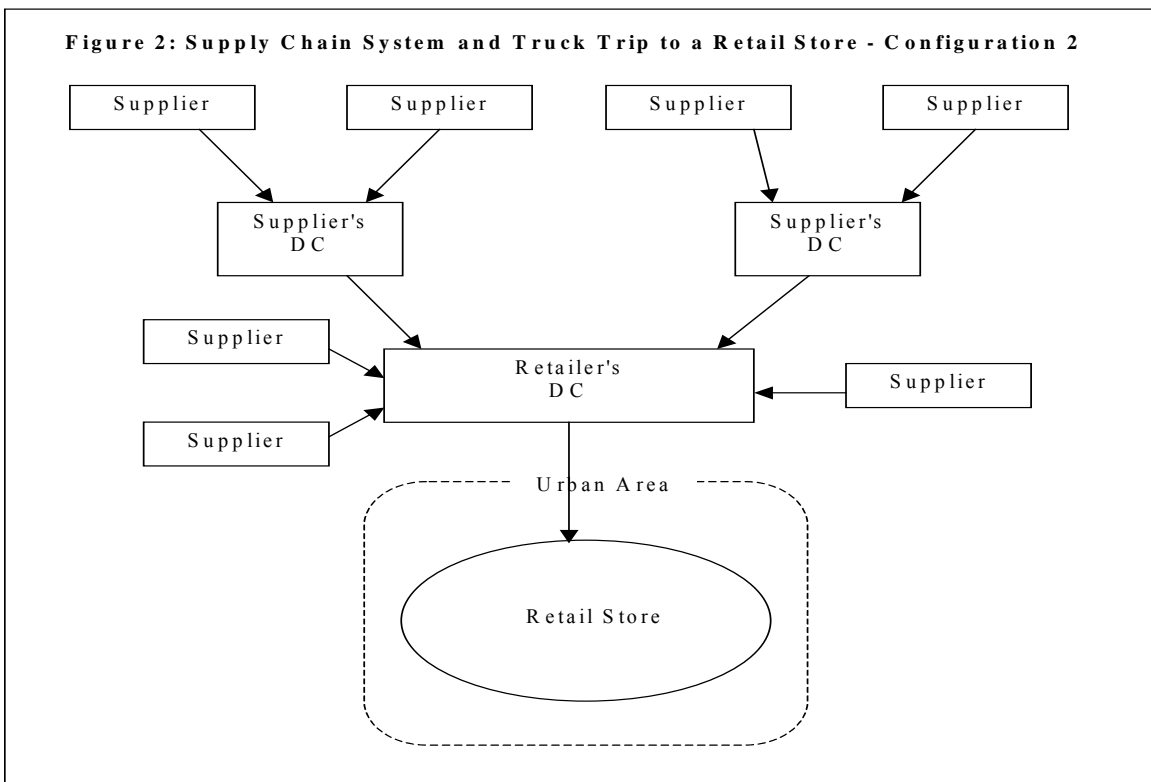 Figure 2: Supply Chain System and Truck Trip to a Retail Store - Configuration 2
Supplier
Supplier
Supplier
Supplier
Supplier's
DC
Supplier's
DC
Supplier
Retailer's
DC
Supplier
Supplier
Urban Area
Retail Store